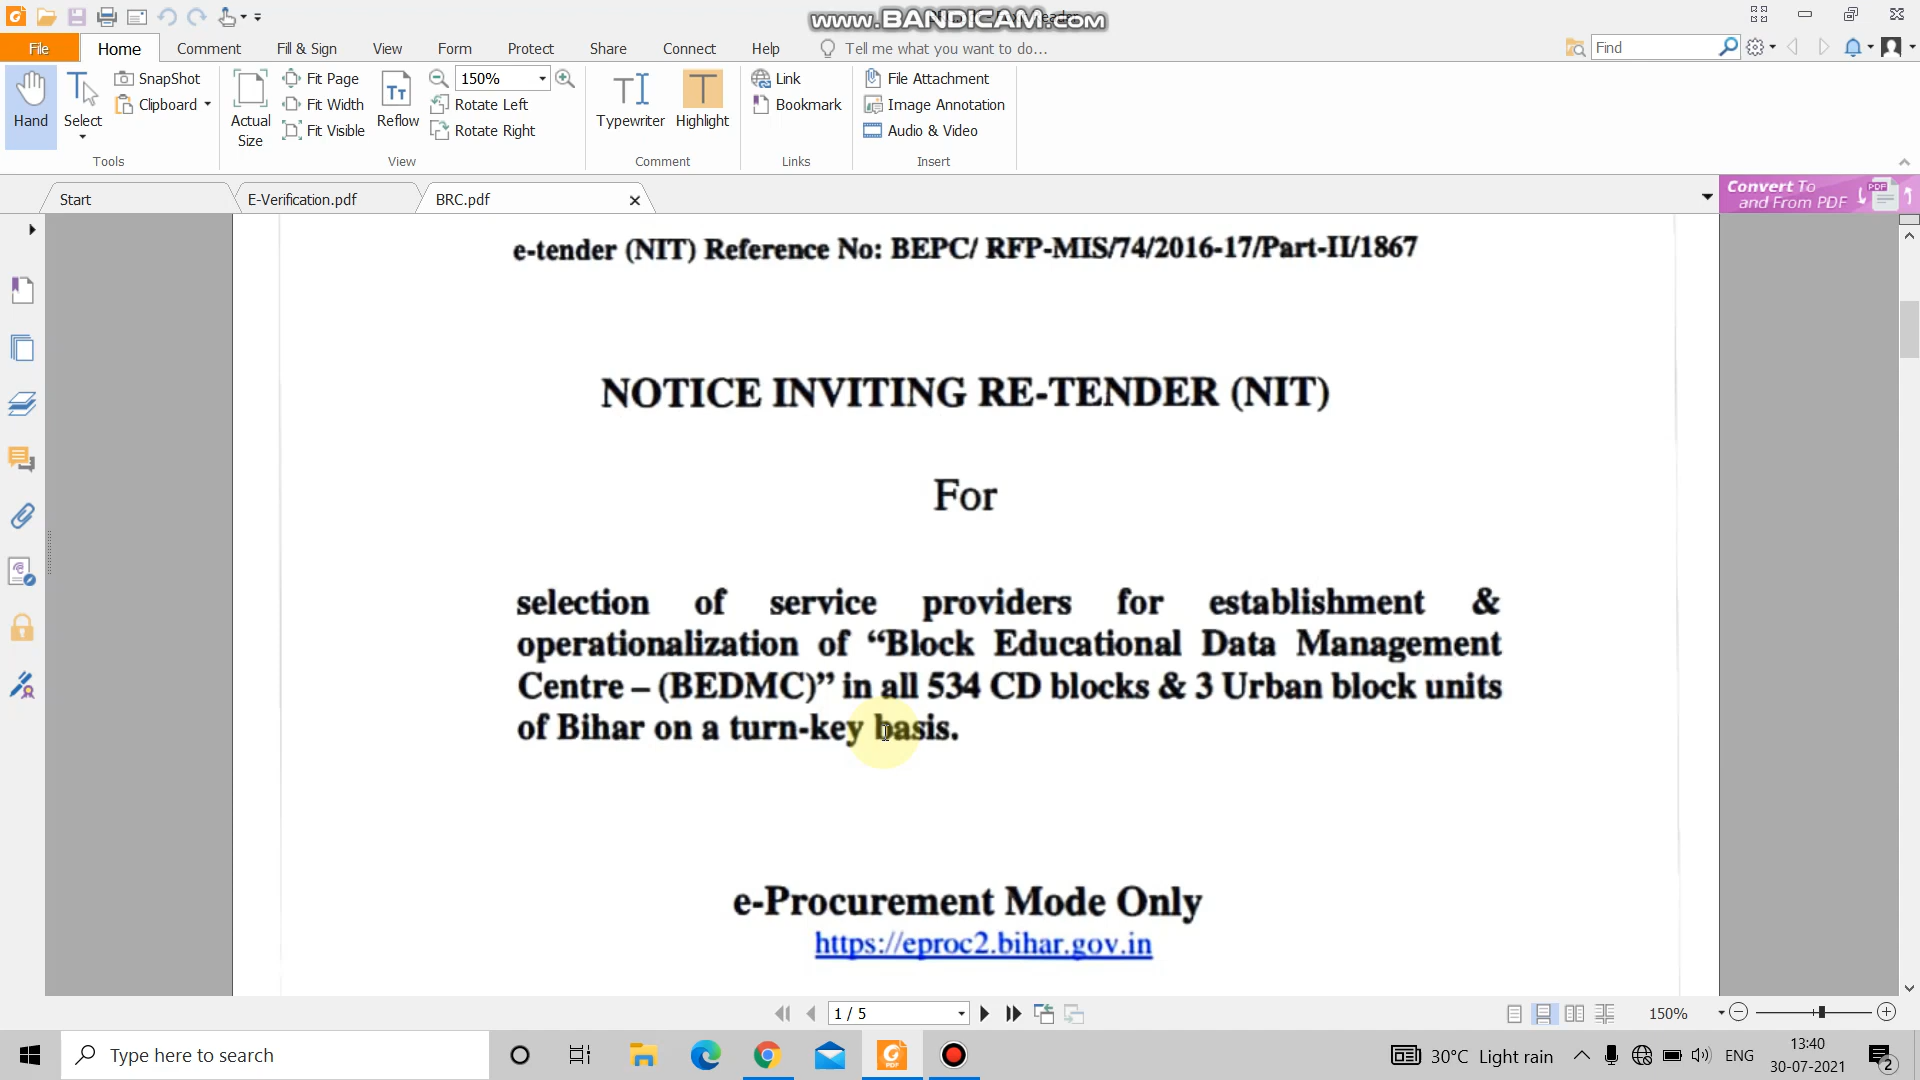 www.BANDICAM.com
File Home Comment Fill & Sign View Form Protect Share Connect Help Tell me what you want to do... Find
Hand
Select
SnapShot
Clipboard
Tools
Actual Size
Fit Page
Fit Width
Fit Visible
Reflow
150%
Rotate Left
Rotate Right
View
Typewriter
Highlight
Comment
Link
Bookmark
Links
File Attachment
Image Annotation
Audio & Video
Insert
Start E-Verification.pdf BRC.pdf
Convert To
and From PDF
PDF
e-tender (NIT) Reference No: BEPC/ RFP-MIS/74/2016-17/Part-II/1867
NOTICE INVITING RE-TENDER (NIT)
For
selection of service providers for establishment &
operationalization of “Block Educational Data Management
Centre – (BEDMC)” in all 534 CD blocks & 3 Urban block units
of Bihar on a turn-key basis.
e-Procurement Mode Only
https://eproc2.bihar.gov.in
1 / 5
150%
Type here to search
30°C Light rain
ENG
13:40
30-07-2021
2